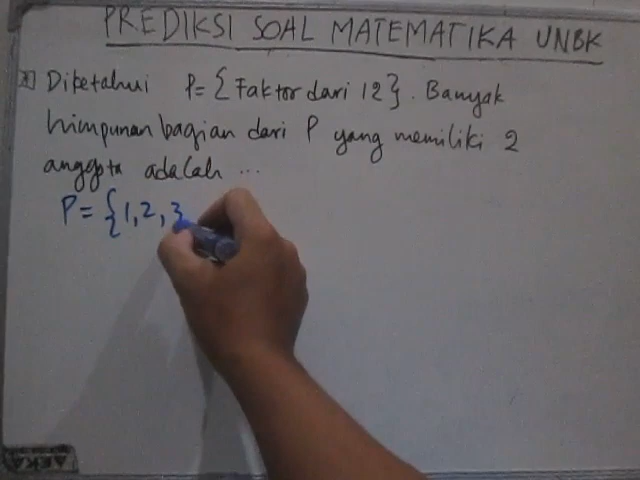 PREDIKSI SOAL MATEMATIKA UNBK
Diketahui P = {Faktor dari 12}. Banyak
himpunan bagian dari P yang memiliki 2
anggota adalah ...
P = {1, 2, 3